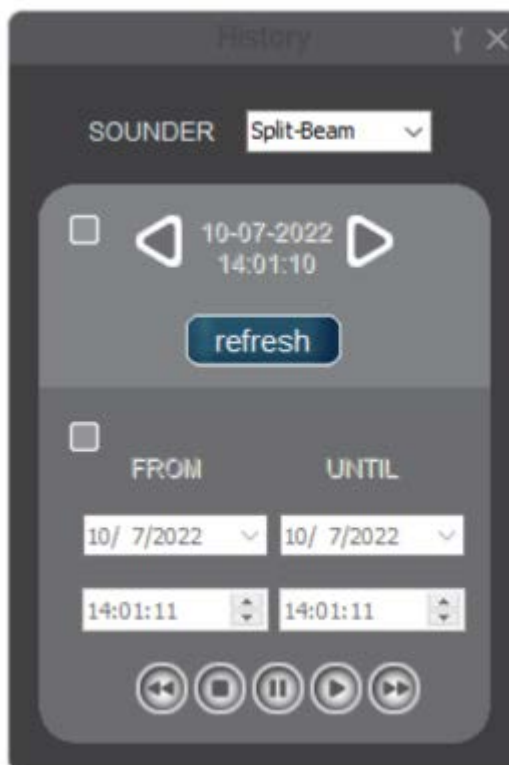 History
SOUNDER Split-Beam
10-07-2022
14:01:10
refresh
FROM UNTIL
10/ 7/2022 10/ 7/2022
14:01:11 14:01:11